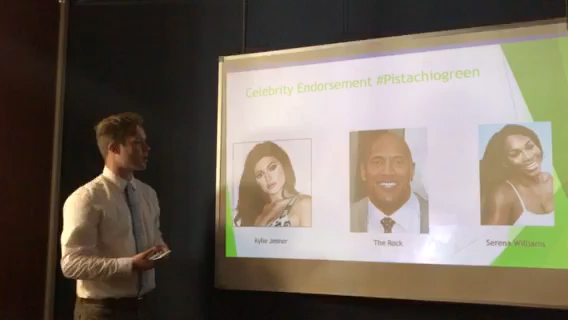 Celebrity Endorsement #Pistachiogreen
Kylie Jenner
The Rock
Serena Williams